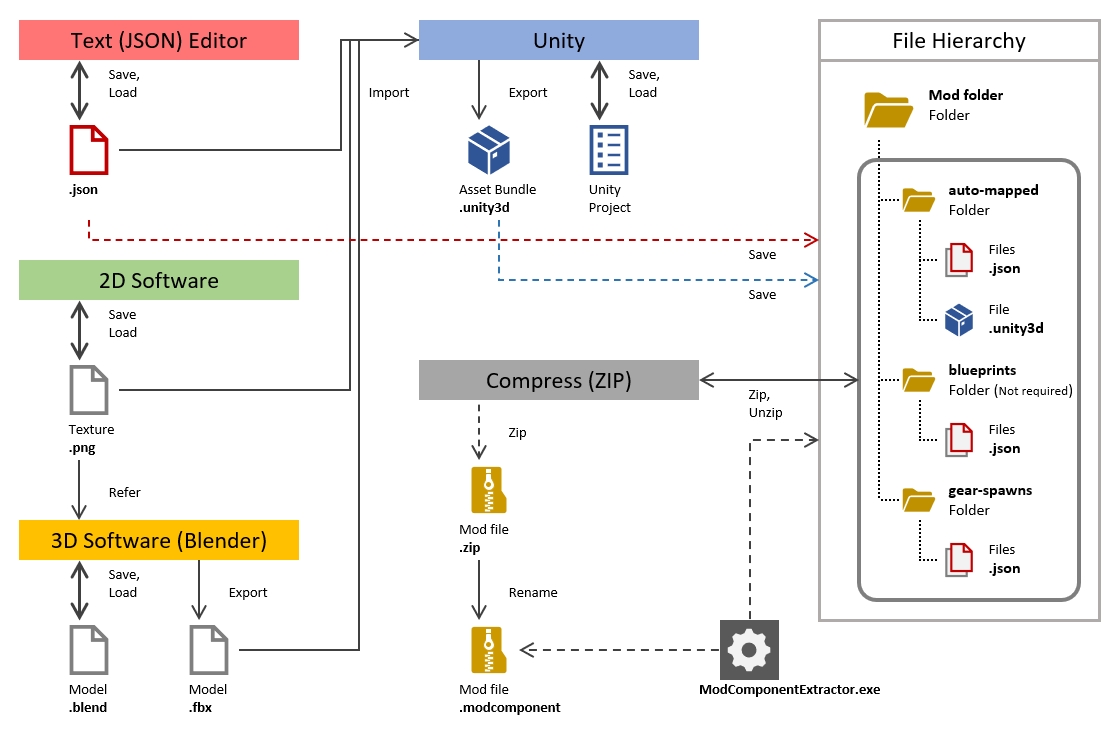 Text (JSON) Editor
Save,
Load
.json
2D Software
Save
Load
Texture
.png
Refer
3D Software (Blender)
Save,
Load
Export
Model
.blend
Model
.fbx
Import
Unity
Export
Save,
Load
Asset Bundle
.unity3d
Unity
Project
Save
Save
Compress (ZIP)
Zip,
Unzip
Zip
Mod file
.zip
Rename
Mod file
.modcomponent
ModComponentExtractor.exe
File Hierarchy
Mod folder
Folder
auto-mapped
Folder
Files
.json
File
.unity3d
blueprints
Folder (Not required)
Files
.json
gear-spawns
Folder
Files
.json